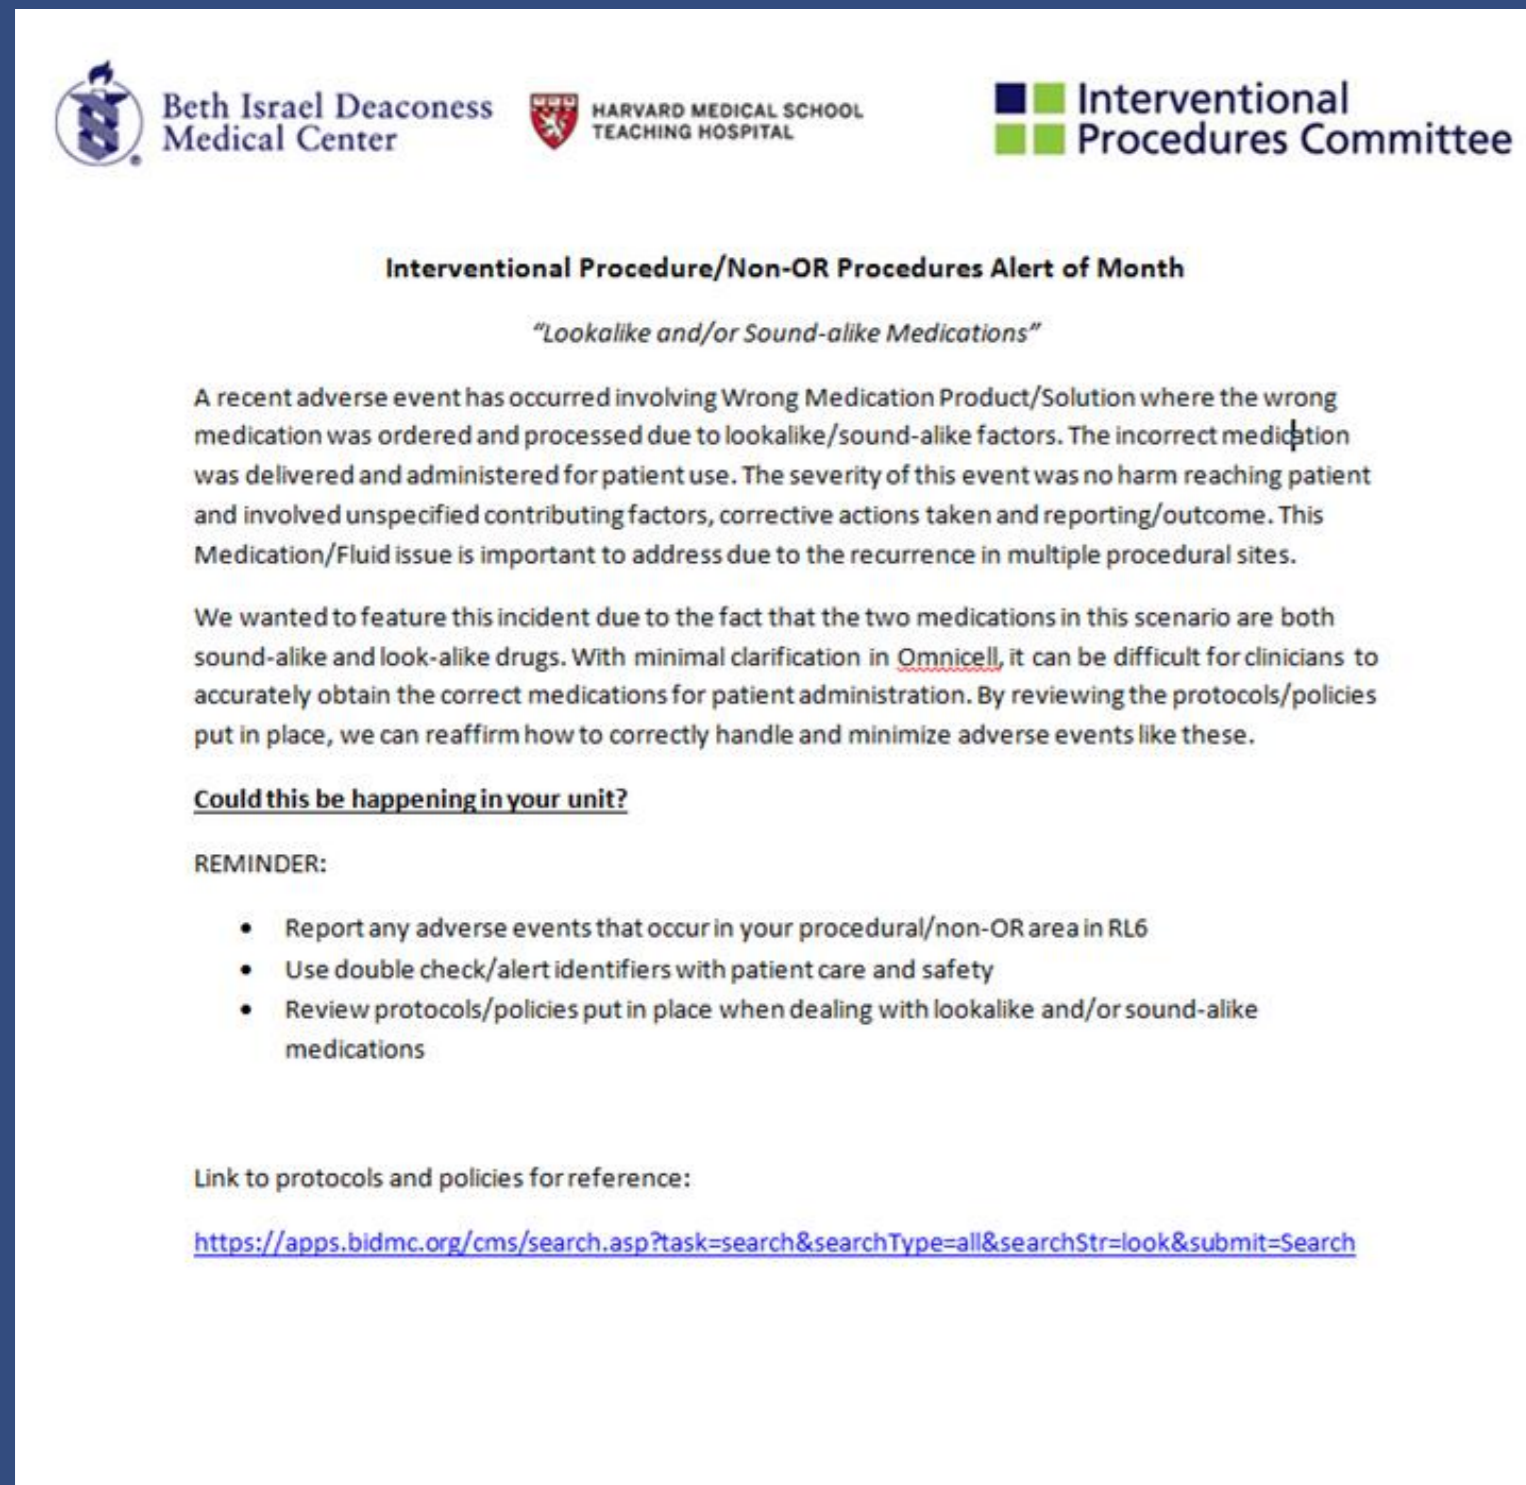 Beth Israel Deaconess
Medical Center
HARVARD MEDICAL SCHOOL
TEACHING HOSPITAL
Interventional
Procedures Committee
Interventional Procedure/Non-OR Procedures Alert of Month
“Lookalike and/or Sound-alike Medications”
A recent adverse event has occurred involving Wrong Medication Product/Solution where the wrong
medication was ordered and processed due to lookalike/sound-alike factors. The incorrect medication
was delivered and administered for patient use. The severity of this event was no harm reaching patient
and involved unspecified contributing factors, corrective actions taken and reporting/outcome. This
Medication/Fluid issue is important to address due to the recurrence in multiple procedural sites.
We wanted to feature this incident due to the fact that the two medications in this scenario are both
sound-alike and look-alike drugs. With minimal clarification in Omnicell, it can be difficult for clinicians to
accurately obtain the correct medications for patient administration. By reviewing the protocols/policies
put in place, we can reaffirm how to correctly handle and minimize adverse events like these.
Could this be happening in your unit?
REMINDER:
• Report any adverse events that occur in your procedural/non-OR area in RL6
• Use double check/alert identifiers with patient care and safety
• Review protocols/policies put in place when dealing with lookalike and/or sound-alike
medications
Link to protocols and policies for reference:
https://apps.bidmc.org/cms/search.asp?task=search&searchType=all&searchStr=look&submit=Search